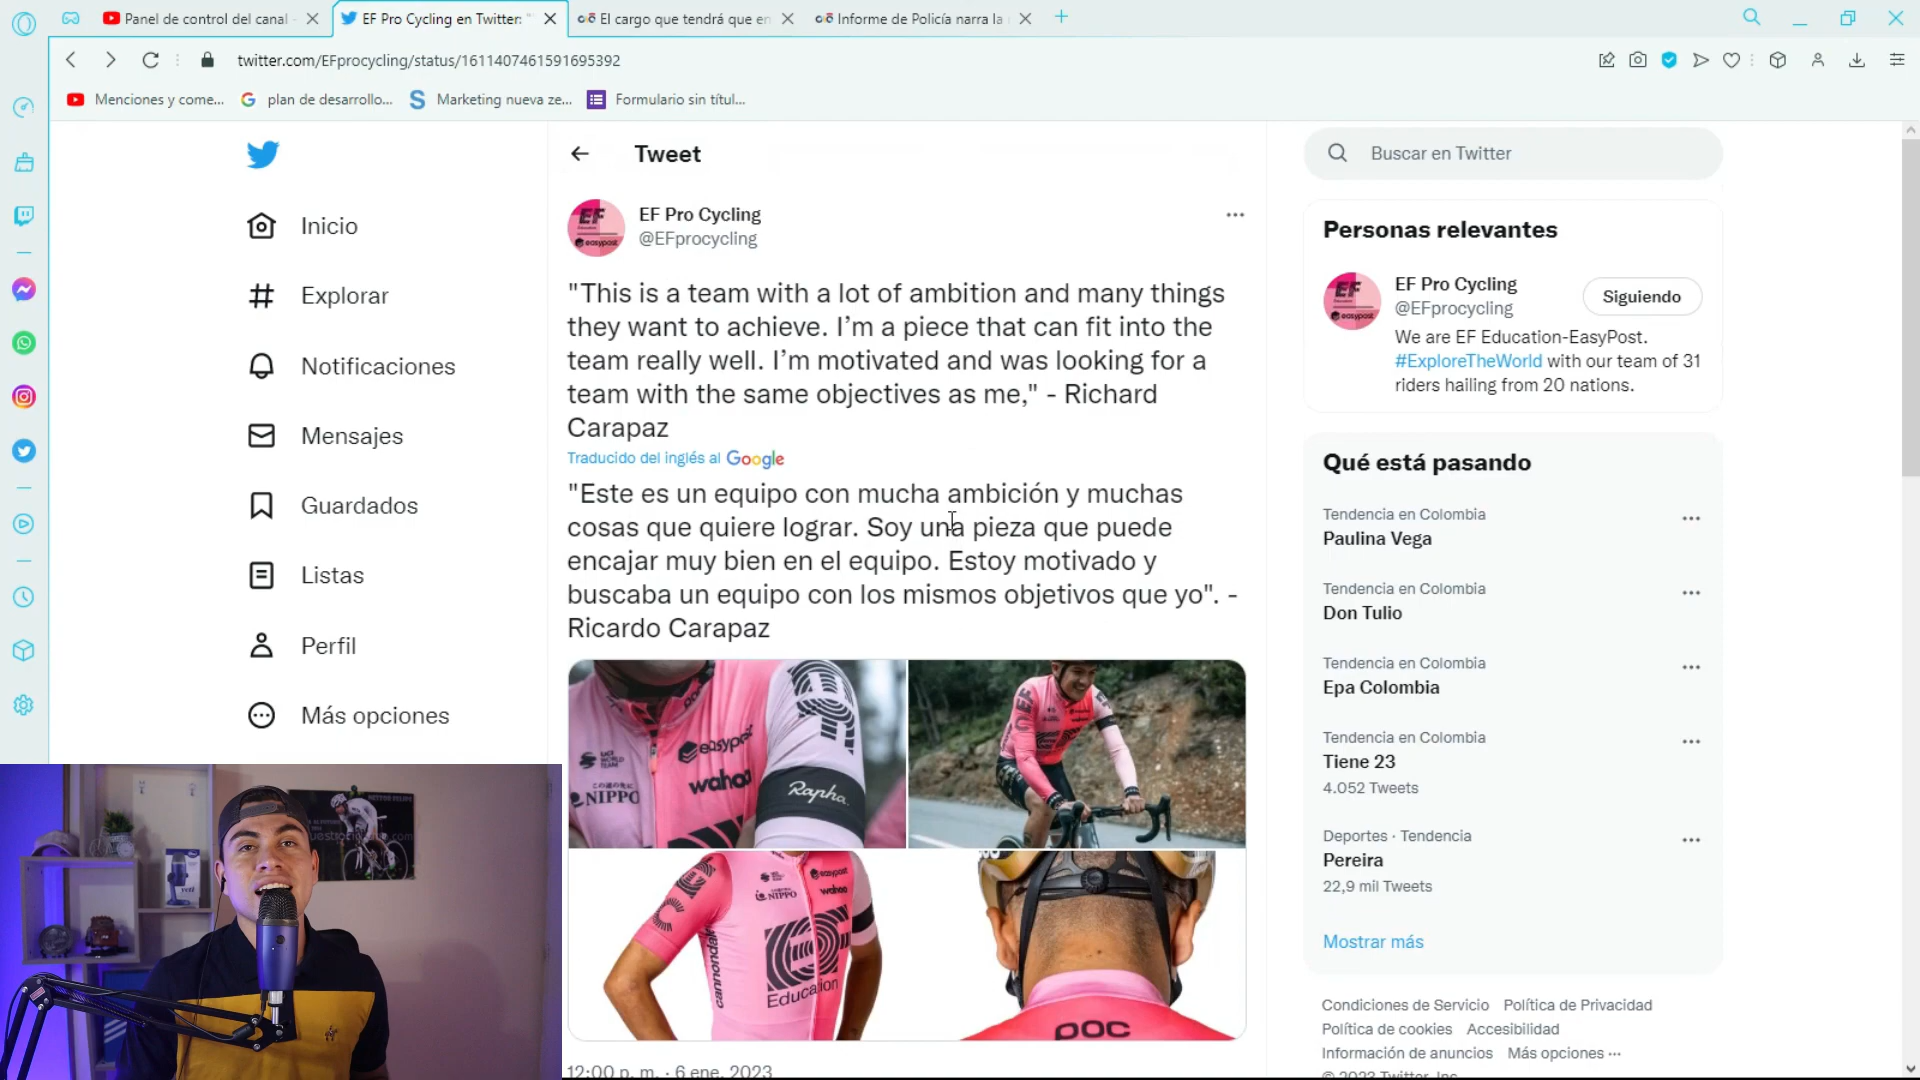 Panel de control del canal -
EF Pro Cycling en Twitter: "
El cargo que tendrá que en
Informe de Policía narra la
twitter.com/EFprocycling/status/1611407461591695392
Menciones y come...
plan de desarrollo...
Marketing nueva ze...
Formulario sin títul...
Inicio
Explorar
Notificaciones
Mensajes
Guardados
Listas
Perfil
Más opciones
Tweet
EF Pro Cycling
@EFprocycling
"This is a team with a lot of ambition and many things
they want to achieve. I’m a piece that can fit into the
team really well. I’m motivated and was looking for a
team with the same objectives as me," - Richard
Carapaz
Traducido del inglés al Google
"Este es un equipo con mucha ambición y muchas
cosas que quiere lograr. Soy una pieza que puede
encajar muy bien en el equipo. Estoy motivado y
buscaba un equipo con los mismos objetivos que yo". -
Ricardo Carapaz
easypost
wahoo
NIPPO
Rapha.
NIPPO
easypost
wahoo
cannondale
Education
POC
12:00 p. m. · 6 ene. 2023
Buscar en Twitter
Personas relevantes
EF Pro Cycling
@EFprocycling
Siguiendo
We are EF Education-EasyPost.
#ExploreTheWorld with our team of 31
riders hailing from 20 nations.
Qué está pasando
Tendencia en Colombia
Paulina Vega
Tendencia en Colombia
Don Tulio
Tendencia en Colombia
Epa Colombia
Tendencia en Colombia
Tiene 23
4.052 Tweets
Deportes · Tendencia
Pereira
22,9 mil Tweets
Mostrar más
Condiciones de Servicio Política de Privacidad
Política de cookies Accesibilidad
Información de anuncios Más opciones ···
© 2023 Twitter, Inc.